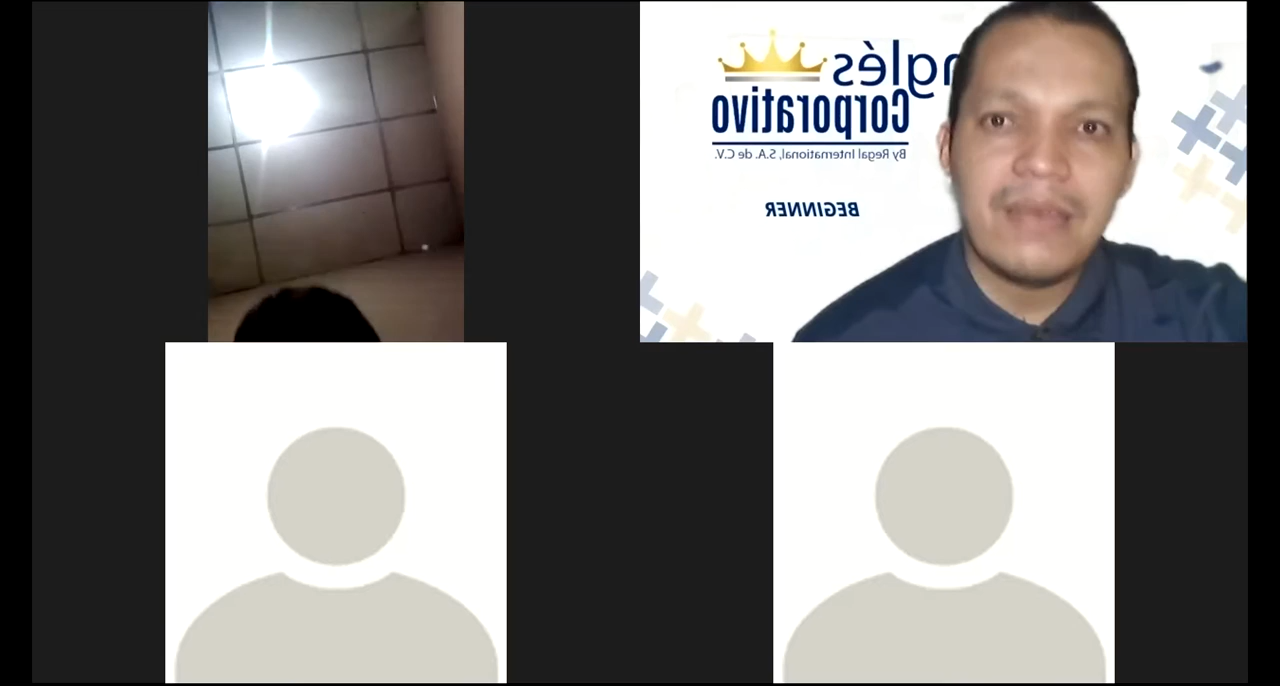 nglés
Corporativo
By Regal International, S.A. de C.V.
BEGINNER